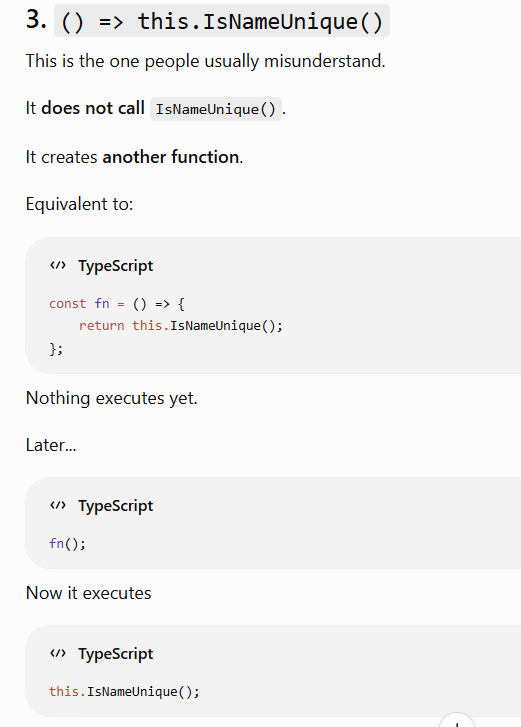 3. () => this.IsNameUnique()
This is the one people usually misunderstand.
It does not call IsNameUnique().
It creates another function.
Equivalent to:
</> TypeScript
const fn = () => {
    return this.IsNameUnique();
};
Nothing executes yet.
Later...
</> TypeScript
fn();
Now it executes
</> TypeScript
this.IsNameUnique();